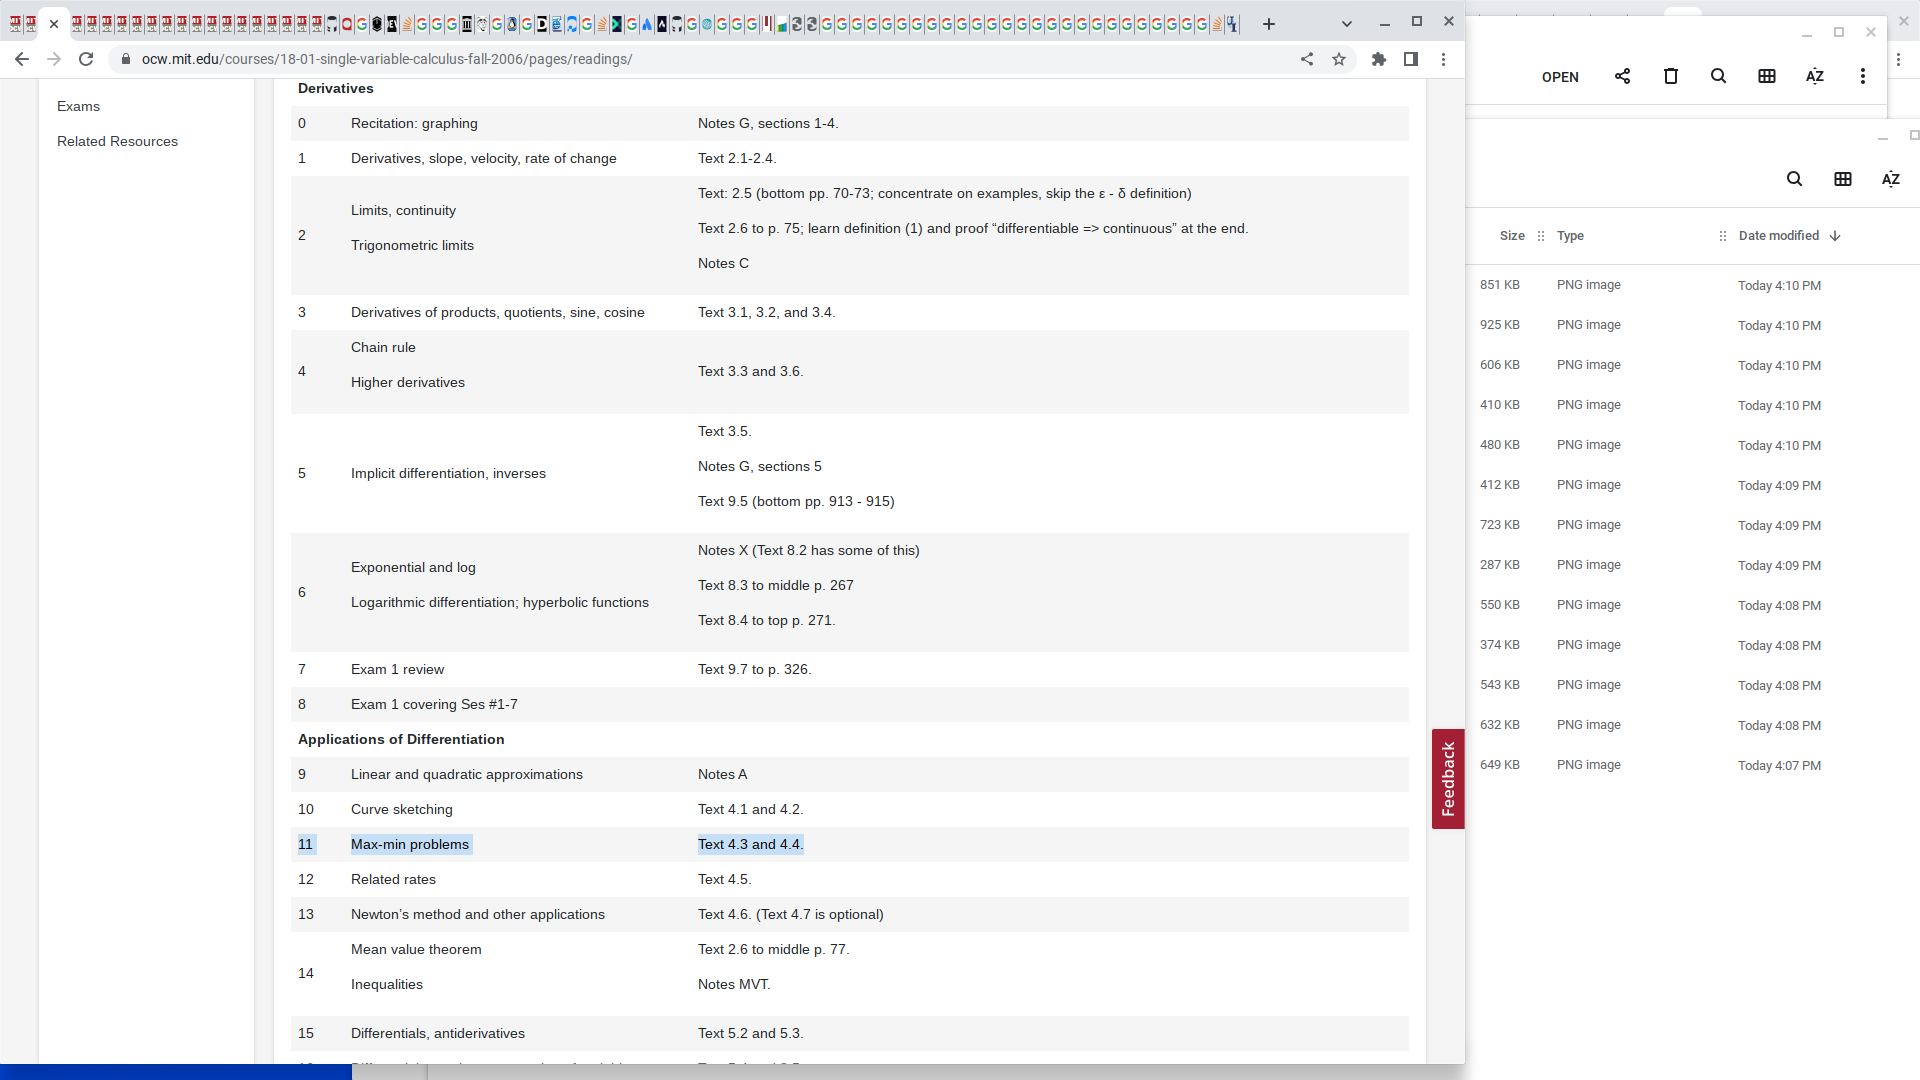 ocw.mit.edu/courses/18-01-single-variable-calculus-fall-2006/pages/readings/
Exams
Related Resources
Derivatives
0 Recitation: graphing Notes G, sections 1-4.
1 Derivatives, slope, velocity, rate of change Text 2.1-2.4.
2
Limits, continuity
Trigonometric limits
Text: 2.5 (bottom pp. 70-73; concentrate on examples, skip the ε - δ definition)
Text 2.6 to p. 75; learn definition (1) and proof “differentiable => continuous” at the end.
Notes C
3 Derivatives of products, quotients, sine, cosine Text 3.1, 3.2, and 3.4.
4
Chain rule
Higher derivatives
Text 3.3 and 3.6.
5 Implicit differentiation, inverses
Text 3.5.
Notes G, sections 5
Text 9.5 (bottom pp. 913 - 915)
6
Exponential and log
Logarithmic differentiation; hyperbolic functions
Notes X (Text 8.2 has some of this)
Text 8.3 to middle p. 267
Text 8.4 to top p. 271.
7 Exam 1 review Text 9.7 to p. 326.
8 Exam 1 covering Ses #1-7
Applications of Differentiation
9 Linear and quadratic approximations Notes A
10 Curve sketching Text 4.1 and 4.2.
11 Max-min problems Text 4.3 and 4.4.
12 Related rates Text 4.5.
13 Newton’s method and other applications Text 4.6. (Text 4.7 is optional)
14
Mean value theorem
Inequalities
Text 2.6 to middle p. 77.
Notes MVT.
15 Differentials, antiderivatives Text 5.2 and 5.3.
Feedback
OPEN
AZ
AZ
Size Type Date modified
851 KB PNG image Today 4:10 PM
925 KB PNG image Today 4:10 PM
606 KB PNG image Today 4:10 PM
410 KB PNG image Today 4:10 PM
480 KB PNG image Today 4:10 PM
412 KB PNG image Today 4:09 PM
723 KB PNG image Today 4:09 PM
287 KB PNG image Today 4:09 PM
550 KB PNG image Today 4:08 PM
374 KB PNG image Today 4:08 PM
543 KB PNG image Today 4:08 PM
632 KB PNG image Today 4:08 PM
649 KB PNG image Today 4:07 PM